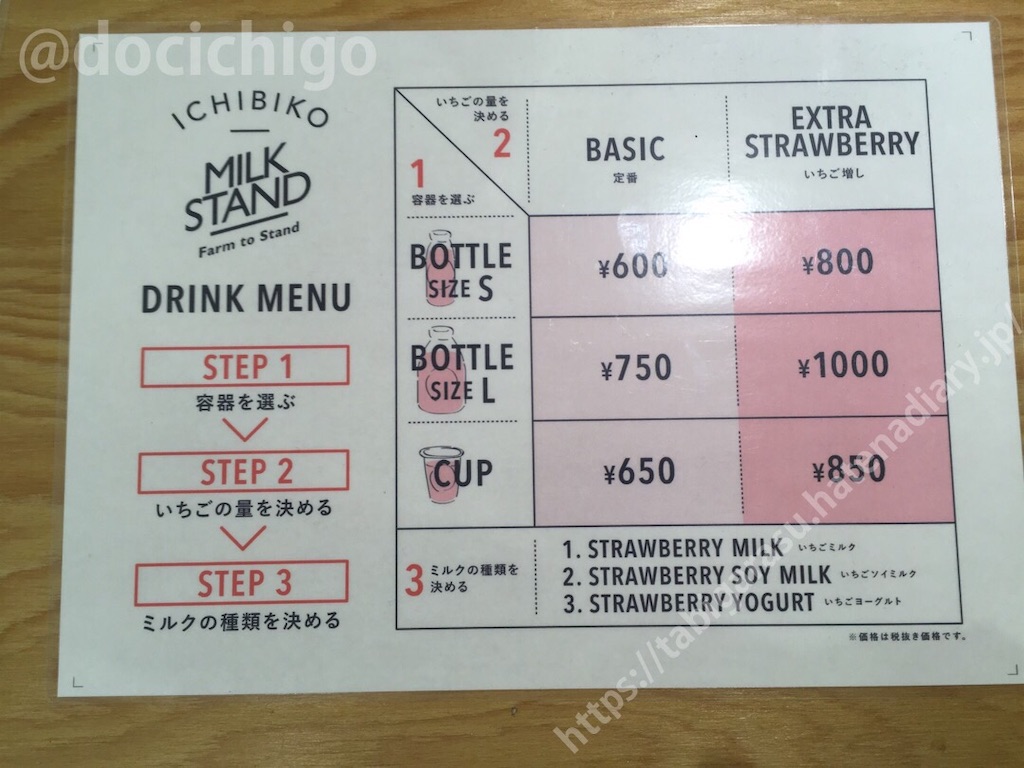 @docichigo
ICHIBIKO
MILK
STAND
Farm to Stand
DRINK MENU
STEP 1
容器を選ぶ
STEP 2
いちごの量を決める
STEP 3
ミルクの種類を決める
いちごの量を
決める
2
1
容器を選ぶ
BASIC
定番
EXTRA
STRAWBERRY
いちご増し
BOTTLE
SIZE S
¥600
¥800
BOTTLE
SIZE L
¥750
¥1000
CUP
¥650
¥850
3 ミルクの種類を
決める
1. STRAWBERRY MILK いちごミルク
2. STRAWBERRY SOY MILK いちごソイミルク
3. STRAWBERRY YOGURT いちごヨーグルト
※価格は税抜き価格です。